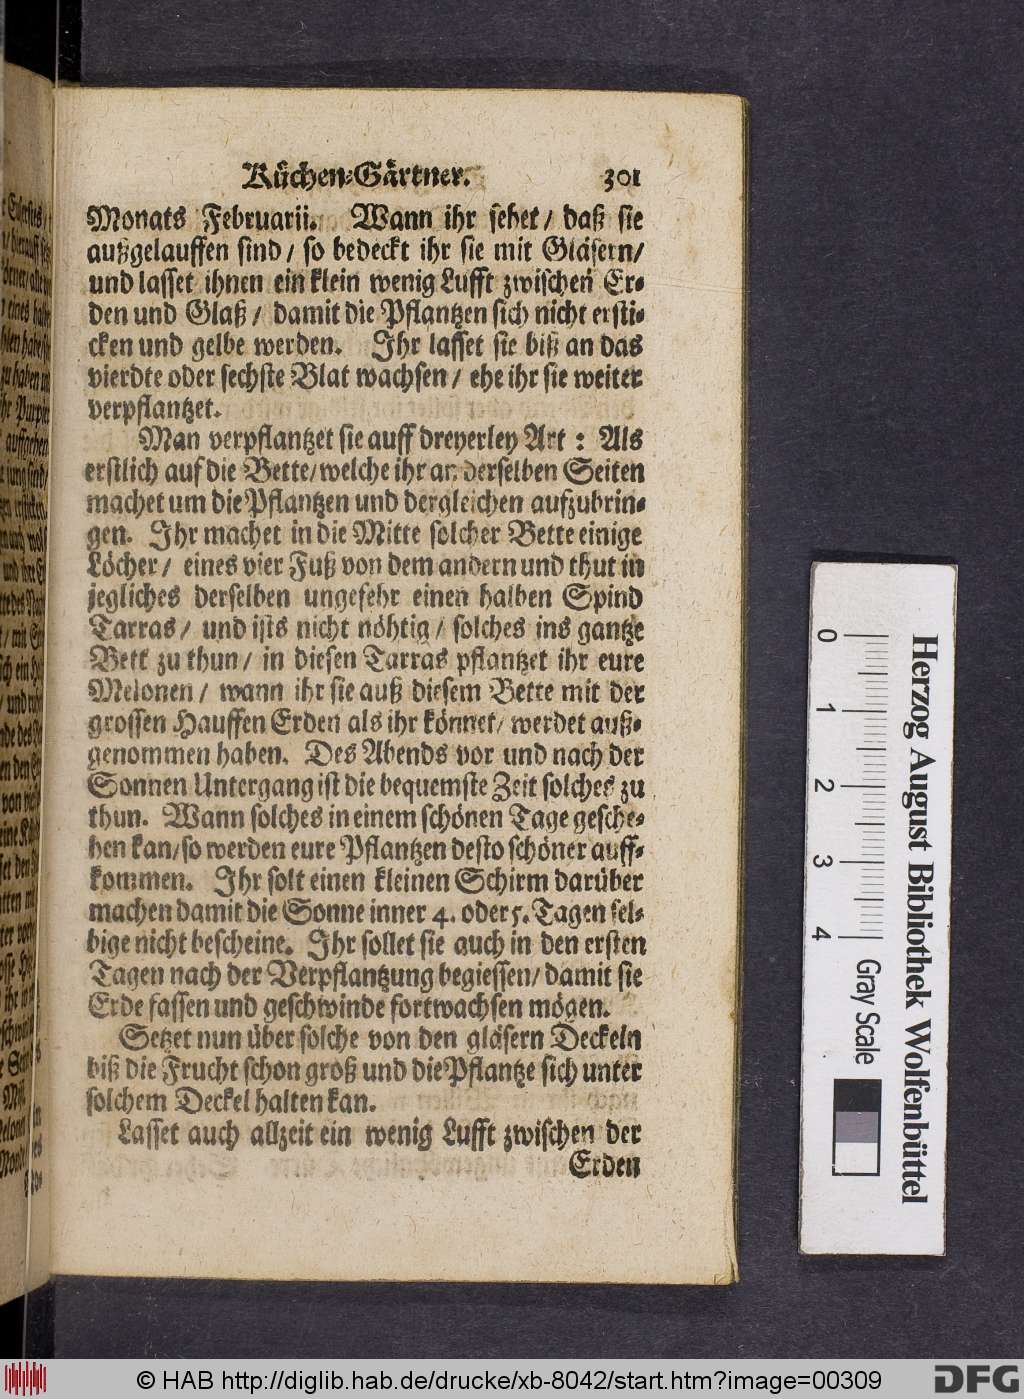 Küchen-Gärtner. 301
Monats Februarii. Wann ihr sehet / daß sie
außgelauffen sind / so bedeckt ihr sie mit Gläsern/
und lasset ihnen ein klein wenig Lufft zwischen Er-
den und Glaß / damit die Pflantzen sich nicht ersti-
cken und gelbe werden. Ihr lasset sie biß an das
vierdte oder sechste Blat wachsen / ehe ihr sie weiter
verpflantzet.
Man verpflantzet sie auff dreyerley Art : Als
erstlich auf die Bette/welche ihr an derselben Seiten
machet um die Pflantzen und dergleichen aufzubrin-
gen. Ihr machet in die Mitte solcher Bette einige
Löcher / eines vier Fuß von dem andern und thut in
jegliches derselben ungefehr einen halben Spind
Tarras / und ists nicht nöhtig / solches ins gantze
Bett zu thun / in diesen Tarras pflantzet ihr eure
Melonen / wann ihr sie auß diesem Bette mit der
grossen Hauffen Erden als ihr könnet/ werdet auß-
genommen haben. Des Abends vor und nach der
Sonnen Untergang ist die bequemste Zeit solches zu
thun. Wann solches in einem schönen Tage gesche-
hen kan/so werden eure Pflantzen desto schöner auff-
kommen. Ihr solt einen kleinen Schirm darüber
machen damit die Sonne inner 4. oder 5. Tagen sel-
bige nicht bescheine. Ihr sollet sie auch in den ersten
Tagen nach der Verpflantzung begiessen/ damit sie
Erde fassen und geschwinde fortwachsen mögen.
Setzet nun über solche von den gläsern Deckeln
biß die Frucht schon groß und die Pflantze sich unter
solchem Deckel halten kan.
Lasset auch allzeit ein wenig Lufft zwischen der
Erden
0 1 2 3 4
Gray Scale
Herzog August Bibliothek Wolfenbüttel
© HAB http://diglib.hab.de/drucke/xb-8042/start.htm?image=00309
DFG